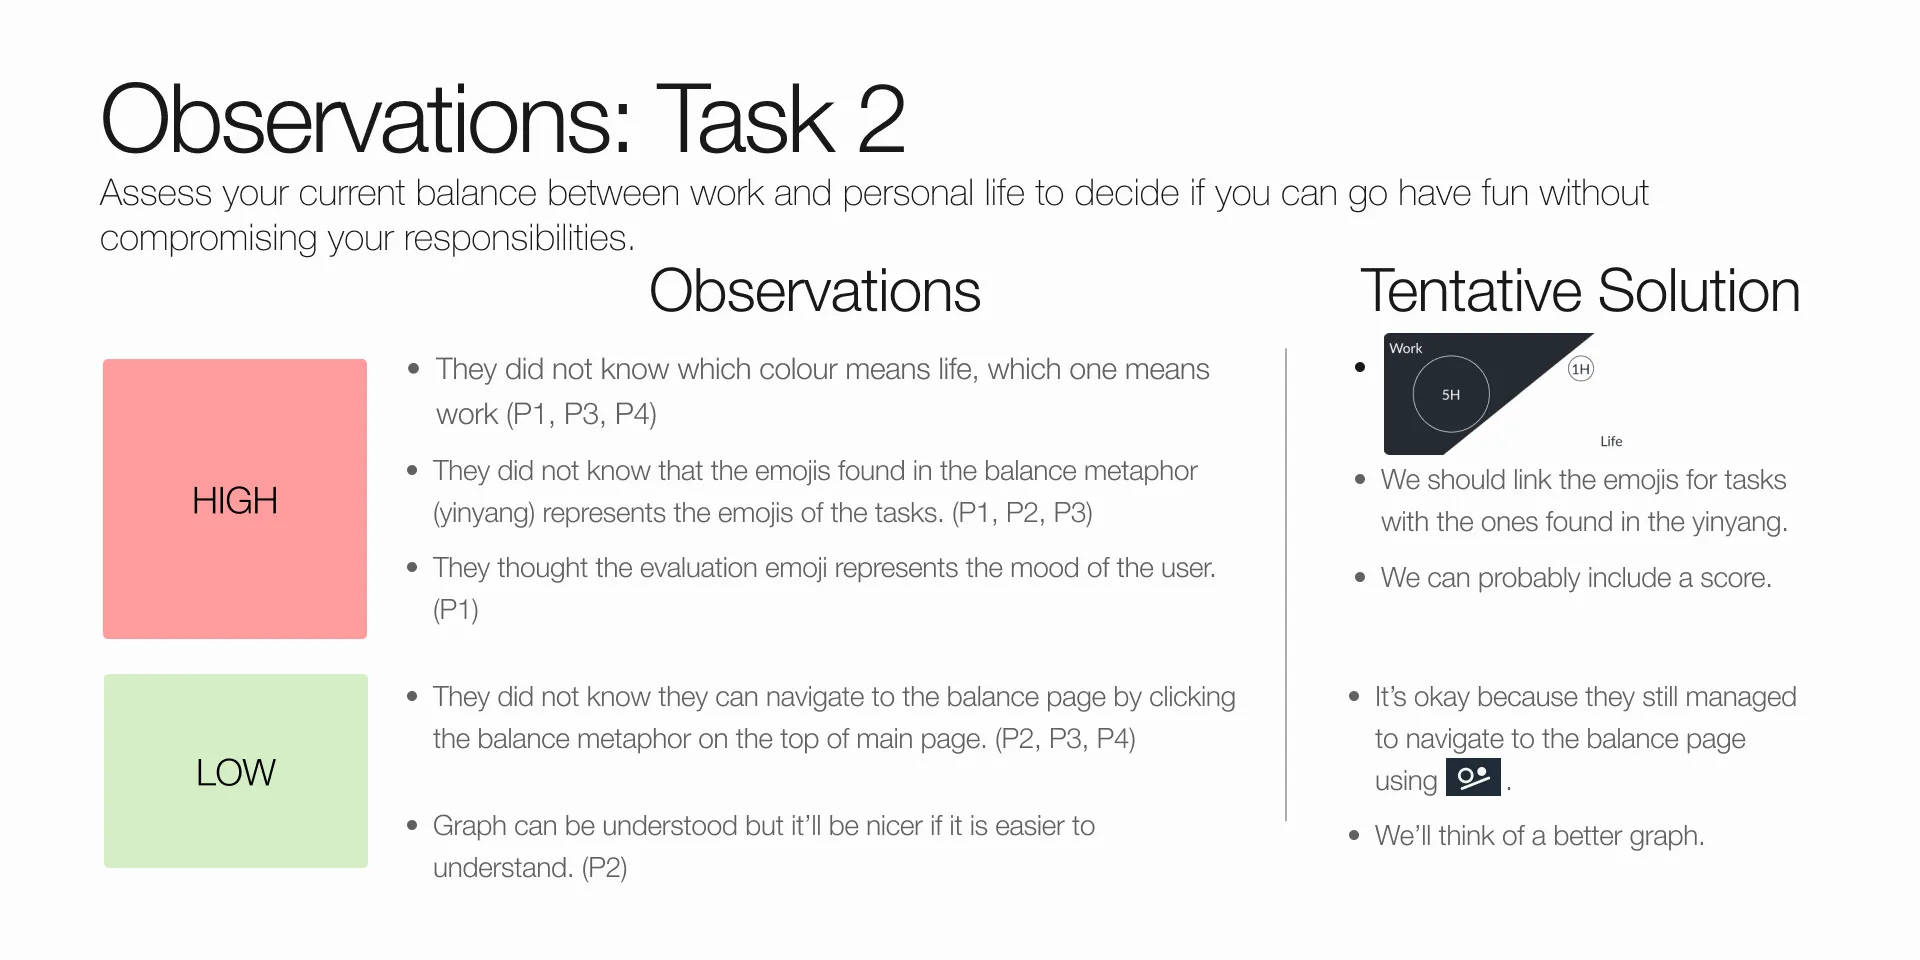 Observations: Task 2
Assess your current balance between work and personal life to decide if you can go have fun without
compromising your responsibilities.
Observations
Tentative Solution
HIGH
• They did not know which colour means life, which one means
work (P1, P3, P4)
• They did not know that the emojis found in the balance metaphor
(yinyang) represents the emojis of the tasks. (P1, P2, P3)
• They thought the evaluation emoji represents the mood of the user.
(P1)
•
Work
5H
1H
Life
• We should link the emojis for tasks
with the ones found in the yinyang.
• We can probably include a score.
LOW
• They did not know they can navigate to the balance page by clicking
the balance metaphor on the top of main page. (P2, P3, P4)
• Graph can be understood but it’ll be nicer if it is easier to
understand. (P2)
• It’s okay because they still managed
to navigate to the balance page
using .
• We’ll think of a better graph.